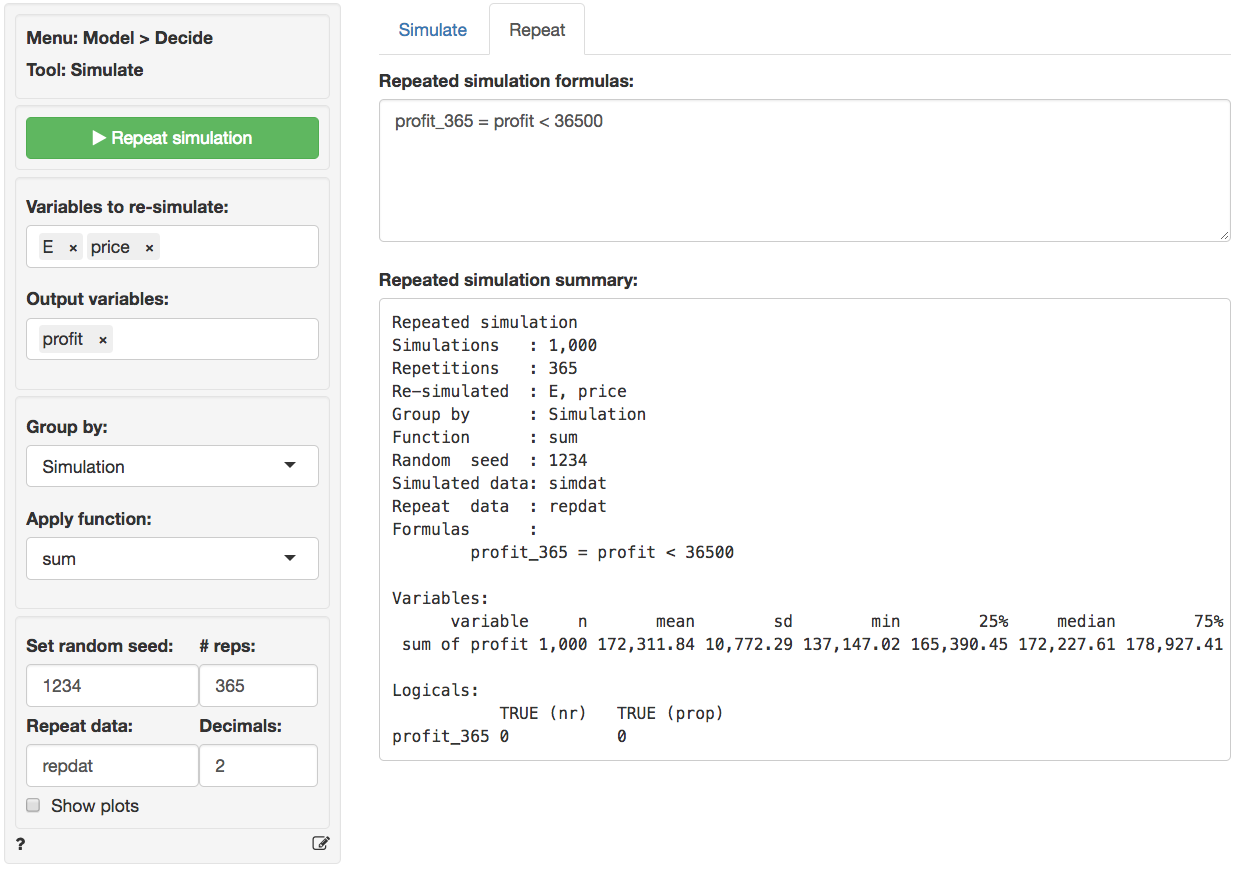 Menu: Model > Decide
Tool: Simulate
Repeat simulation
Variables to re-simulate:
E × price ×
Output variables:
profit ×
Group by:
Simulation
Apply function:
sum
Set random seed: # reps:
1234 365
Repeat data: Decimals:
repdat 2
Show plots
?
Simulate Repeat
Repeated simulation formulas:
profit_365 = profit < 36500
Repeated simulation summary:
Repeated simulation
Simulations   : 1,000
Repetitions   : 365
Re-simulated  : E, price
Group by      : Simulation
Function      : sum
Random  seed  : 1234
Simulated data: simdat
Repeat  data  : repdat
Formulas      :
profit_365 = profit < 36500
Variables:
variable n mean sd min 25% median 75%
sum of profit 1,000 172,311.84 10,772.29 137,147.02 165,390.45 172,227.61 178,927.41
Logicals:
TRUE (nr) TRUE (prop)
profit_365 0 0